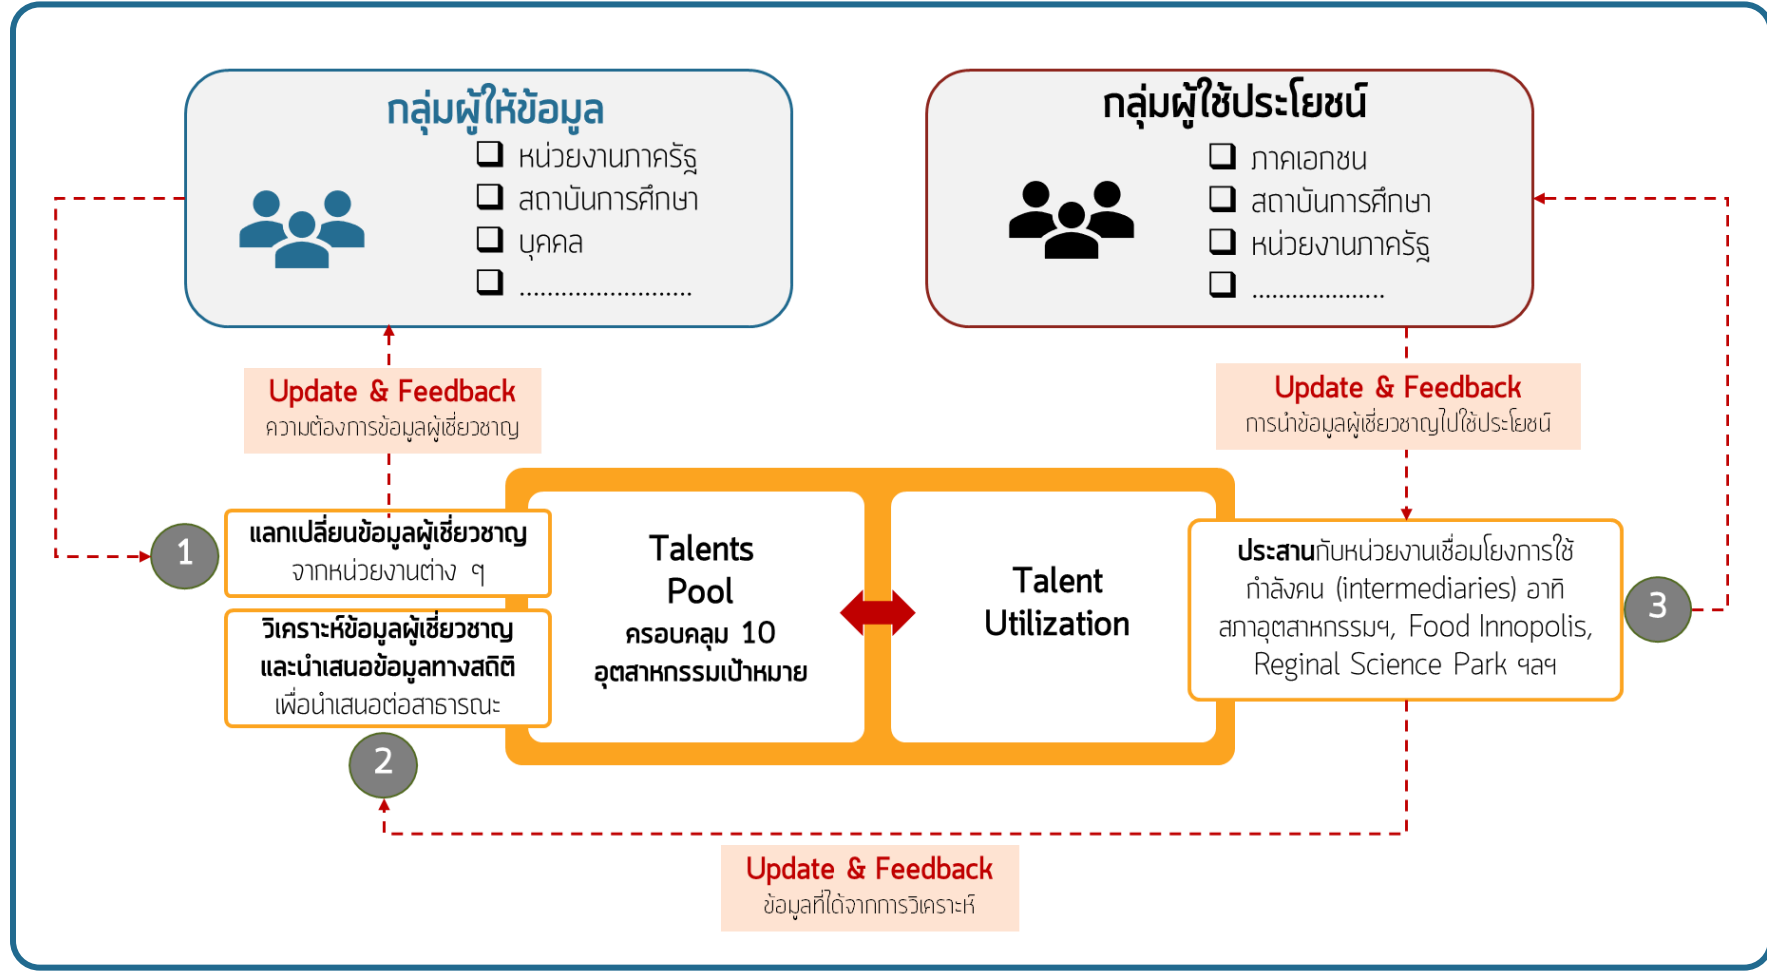 กลุ่มผู้ให้ข้อมูล
หน่วยงานภาครัฐ
สถาบันการศึกษา
บุคคล
.........................
กลุ่มผู้ใช้ประโยชน์
ภาคเอกชน
สถาบันการศึกษา
หน่วยงานภาครัฐ
...................
Update & Feedback
ความต้องการข้อมูลผู้เชี่ยวชาญ
Update & Feedback
การนำข้อมูลผู้เชี่ยวชาญไปใช้ประโยชน์
1
แลกเปลี่ยนข้อมูลผู้เชี่ยวชาญ
จากหน่วยงานต่าง ๆ
วิเคราะห์ข้อมูลผู้เชี่ยวชาญ
และนำเสนอข้อมูลทางสถิติ
เพื่อนำเสนอต่อสาธารณะ
2
Talents
Pool
ครอบคลุม 10
อุตสาหกรรมเป้าหมาย
Talent
Utilization
ประสานกับหน่วยงานเชื่อมโยงการใช้
กำลังคน (intermediaries) อาทิ
สภาอุตสาหกรรมฯ, Food Innopolis,
Reginal Science Park ฯลฯ
3
Update & Feedback
ข้อมูลที่ได้จากการวิเคราะห์